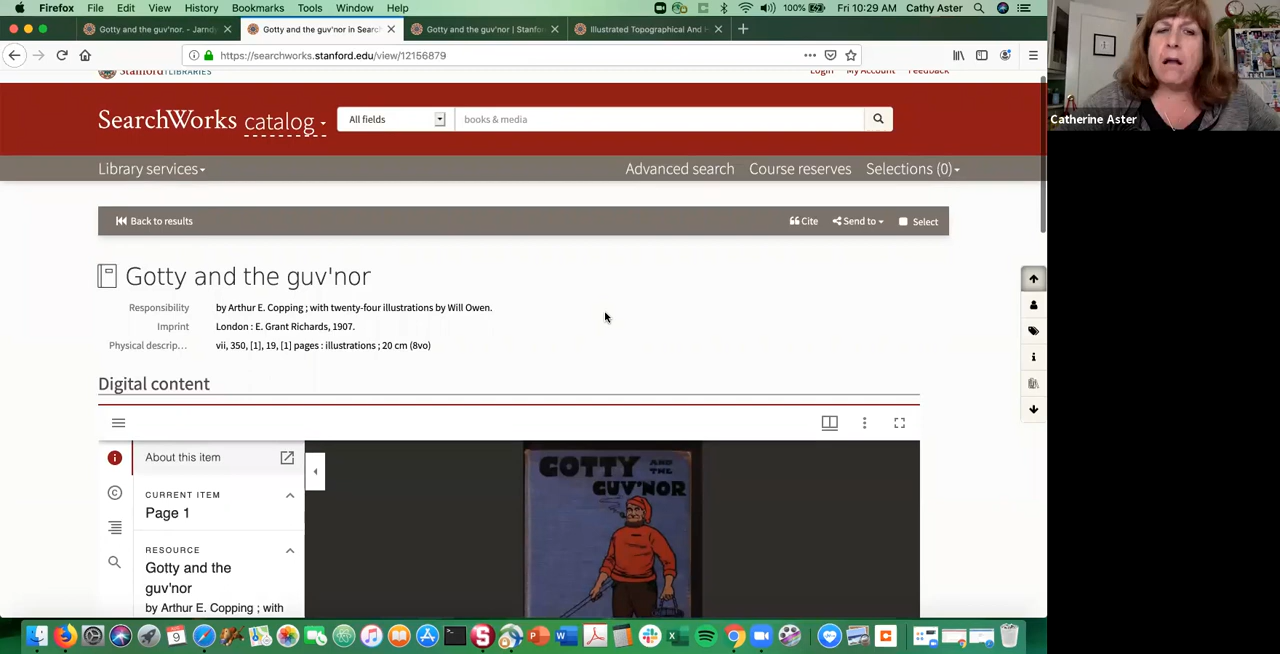 Firefox File Edit View History Bookmarks Tools Window Help 100% Fri 10:29 AM Cathy Aster
Gotty and the guv'nor. - Jarndy
Gotty and the guv'nor in Searc
Gotty and the guv'nor | Stanfor
Illustrated Topographical And H
https://searchworks.stanford.edu/view/12156879
Stanford LIBRARIES
Login My Account Feedback
SearchWorks catalog
All fields
books & media
Library services
Advanced search Course reserves Selections (0)
Back to results
Cite Send to Select
Gotty and the guv'nor
Responsibility by Arthur E. Copping ; with twenty-four illustrations by Will Owen.
Imprint London : E. Grant Richards, 1907.
Physical descrip... vii, 350, [1], 19, [1] pages : illustrations ; 20 cm (8vo)
Digital content
About this item
CURRENT ITEM
Page 1
RESOURCE
Gotty and the
guv'nor
by Arthur E. Copping ; with
GOTTY AND THE
GUV'NOR
Catherine Aster